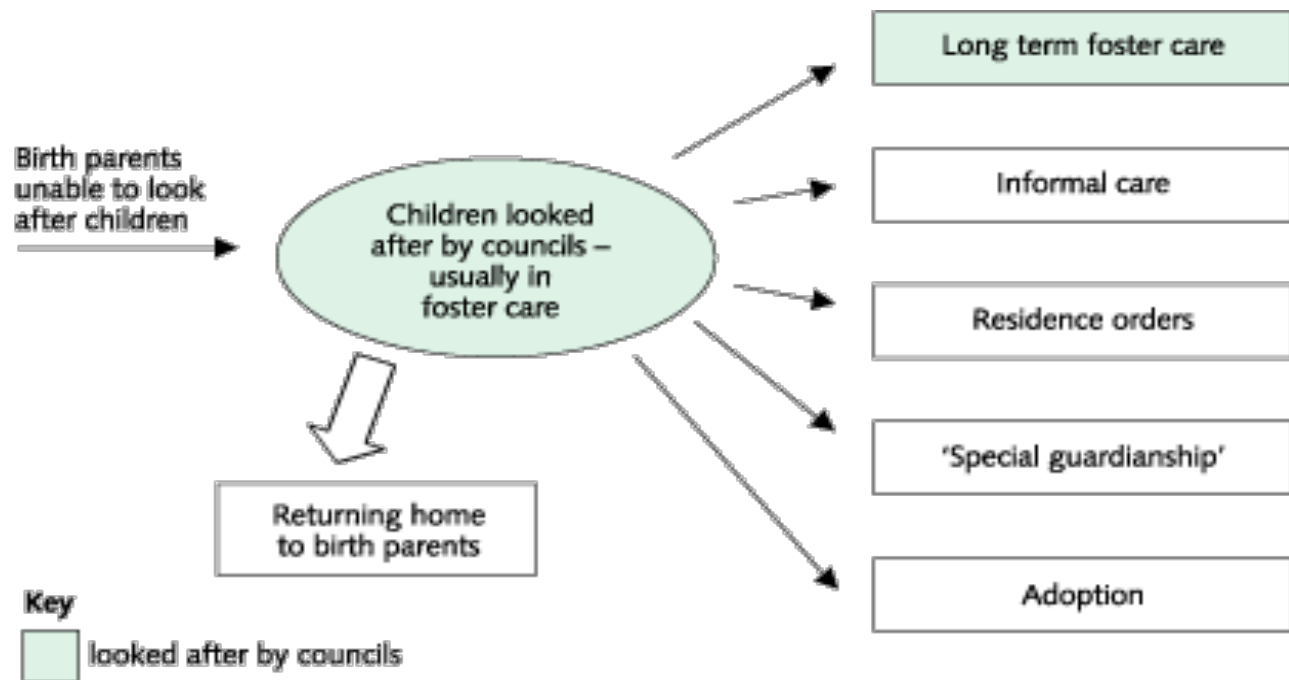 Long term foster care
Birth parents
unable to look
after children
Informal care
Children looked
after by councils –
usually in
foster care
Residence orders
‘Special guardianship’
Returning home
to birth parents
Adoption
Key
looked after by councils